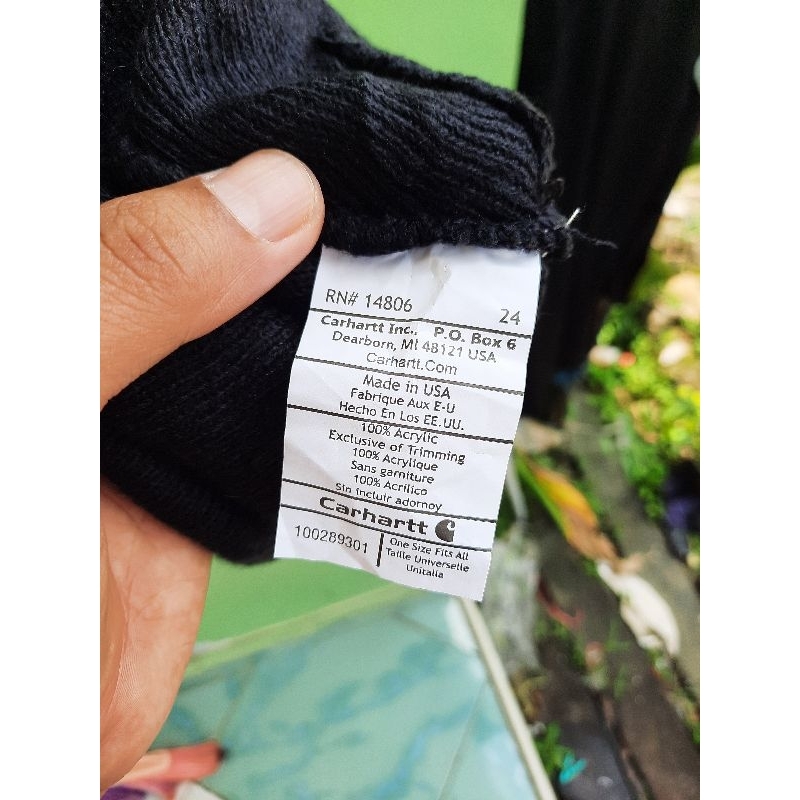 RN# 14806 24
Carhartt Inc., P.O. Box 6
Dearborn, MI 48121 USA
Carhartt.Com
Made in USA
Fabrique Aux E-U
Hecho En Los EE.UU.
100% Acrylic
Exclusive of Trimming
100% Acrylique
Sans garniture
100% Acrilico
Sin incluir adornoy
Carhartt
100289301
One Size Fits All
Taille Universelle
Unitalla